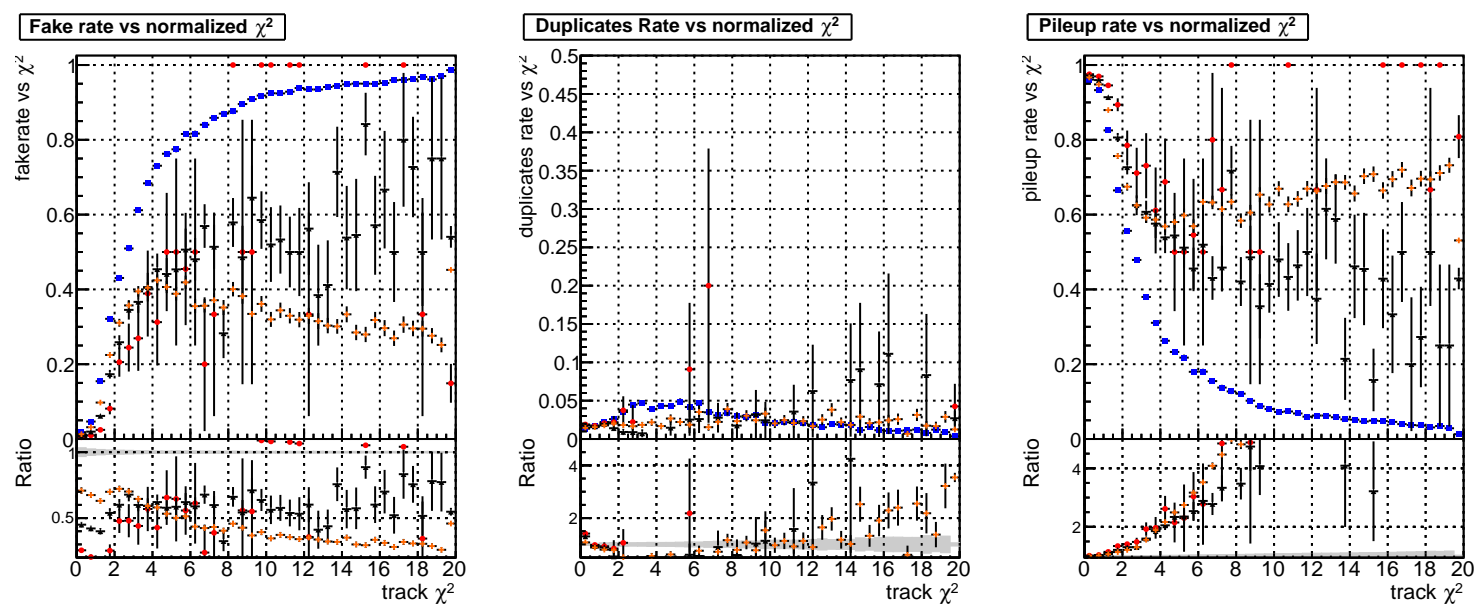 Fake rate vs normalized χ²
fakerate vs χ²
1
0.8
0.6
0.4
0.2
0
Ratio
1
0.5
0 2 4 6 8 10 12 14 16 18 20
track χ²
Duplicates Rate vs normalized χ²
duplicates rate vs χ²
0.5
0.45
0.4
0.35
0.3
0.25
0.2
0.15
0.1
0.05
0
Ratio
4
2
0 2 4 6 8 10 12 14 16 18 20
track χ²
Pileup rate vs normalized χ²
pileup rate vs χ²
1
0.8
0.6
0.4
0.2
0
Ratio
4
2
0 2 4 6 8 10 12 14 16 18 20
track χ²